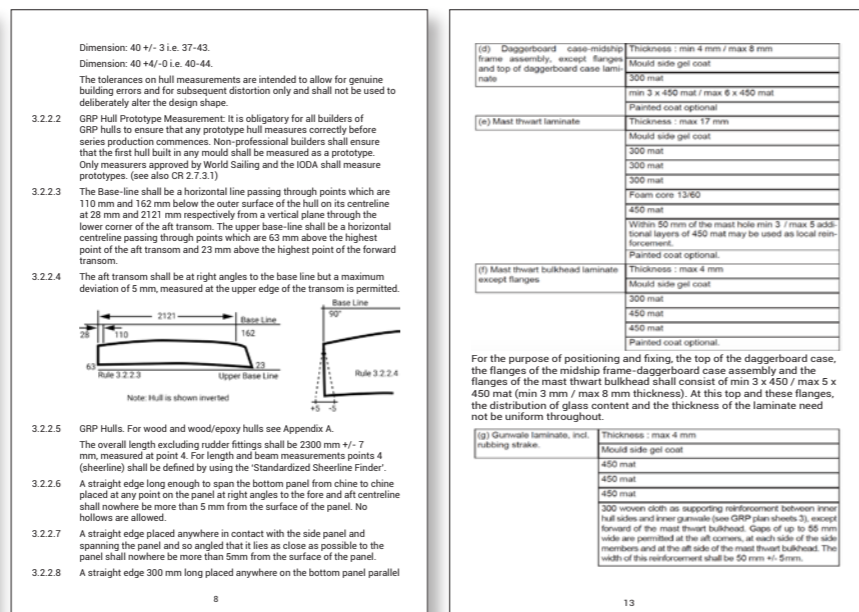 Dimension: 40 +/- 3 i.e. 37-43.
Dimension: 40 +4/-0 i.e. 40-44.
The tolerances on hull measurements are intended to allow for genuine
building errors and for subsequent distortion only and shall not be used to
deliberately alter the design shape.
3.2.2.2 GRP Hull Prototype Measurement: It is obligatory for all builders of
GRP hulls to ensure that any prototype hull measures correctly before
series production commences. Non-professional builders shall ensure
that the first hull built in any mould shall be measured as a prototype.
Only measurers approved by World Sailing and the IODA shall measure
prototypes. (see also CR 2.7.3.1)
3.2.2.3 The Base-line shall be a horizontal line passing through points which are
110 mm and 162 mm below the outer surface of the hull on its centreline
at 28 mm and 2121 mm respectively from a vertical plane through the
lower corner of the aft transom. The upper base-line shall be a horizontal
centreline passing through points which are 63 mm above the highest
point of the aft transom and 23 mm above the highest point of the forward
transom.
3.2.2.4 The aft transom shall be at right angles to the base line but a maximum
deviation of 5 mm, measured at the upper edge of the transom is permitted.
2121
Base Line
28
110
162
63
23
Rule 3.2.2.3
Upper Base Line
Note: Hull is shown inverted
Base Line
90°
Rule 3.2.2.4
+5 -5
3.2.2.5 GRP Hulls. For wood and wood/epoxy hulls see Appendix A.
The overall length excluding rudder fittings shall be 2300 mm +/- 7
mm, measured at point 4. For length and beam measurements points 4
(sheerline) shall be defined by using the 'Standardized Sheerline Finder'.
3.2.2.6 A straight edge long enough to span the bottom panel from chine to chine
placed at any point on the panel at right angles to the fore and aft centreline
shall nowhere be more than 5 mm from the surface of the panel. No
hollows are allowed.
3.2.2.7 A straight edge placed anywhere in contact with the side panel and
spanning the panel and so angled that it lies as close as possible to the
panel shall nowhere be more than 5mm from the surface of the panel.
3.2.2.8 A straight edge 300 mm long placed anywhere on the bottom panel parallel
8
(d) Daggerboard case-midship
frame assembly, except flanges
and top of daggerboard case lami-
nate
Thickness : min 4 mm / max 8 mm
Mould side gel coat
300 mat
min 3 x 450 mat / max 6 x 450 mat
Painted coat optional
(e) Mast thwart laminate
Thickness : max 17 mm
Mould side gel coat
300 mat
300 mat
300 mat
Foam core 13/60
450 mat
Within 50 mm of the mast hole min 3 / max 5 addi-
tional layers of 450 mat may be used as local rein-
forcement.
Painted coat optional.
(f) Mast thwart bulkhead laminate
except flanges
Thickness : max 4 mm
Mould side gel coat
300 mat
450 mat
450 mat
Painted coat optional.
For the purpose of positioning and fixing, the top of the daggerboard case,
the flanges of the midship frame-daggerboard case assembly and the
flanges of the mast thwart bulkhead shall consist of min 3 x 450 / max 5 x
450 mat (min 3 mm / max 8 mm thickness). At this top and these flanges,
the distribution of glass content and the thickness of the laminate need
not be uniform throughout.
(g) Gunwale laminate, incl.
rubbing strake.
Thickness : max 4 mm
Mould side gel coat
450 mat
450 mat
450 mat
300 woven cloth as supporting reinforcement between inner
hull sides and inner gunwale (see GRP plan sheets 3), except
forward of the mast thwart bulkhead. Gaps of up to 55 mm
wide are permitted at the aft corners, at each side of the side
members and at the aft side of the mast thwart bulkhead. The
width of this reinforcement shall be 50 mm +/- 5mm.
13